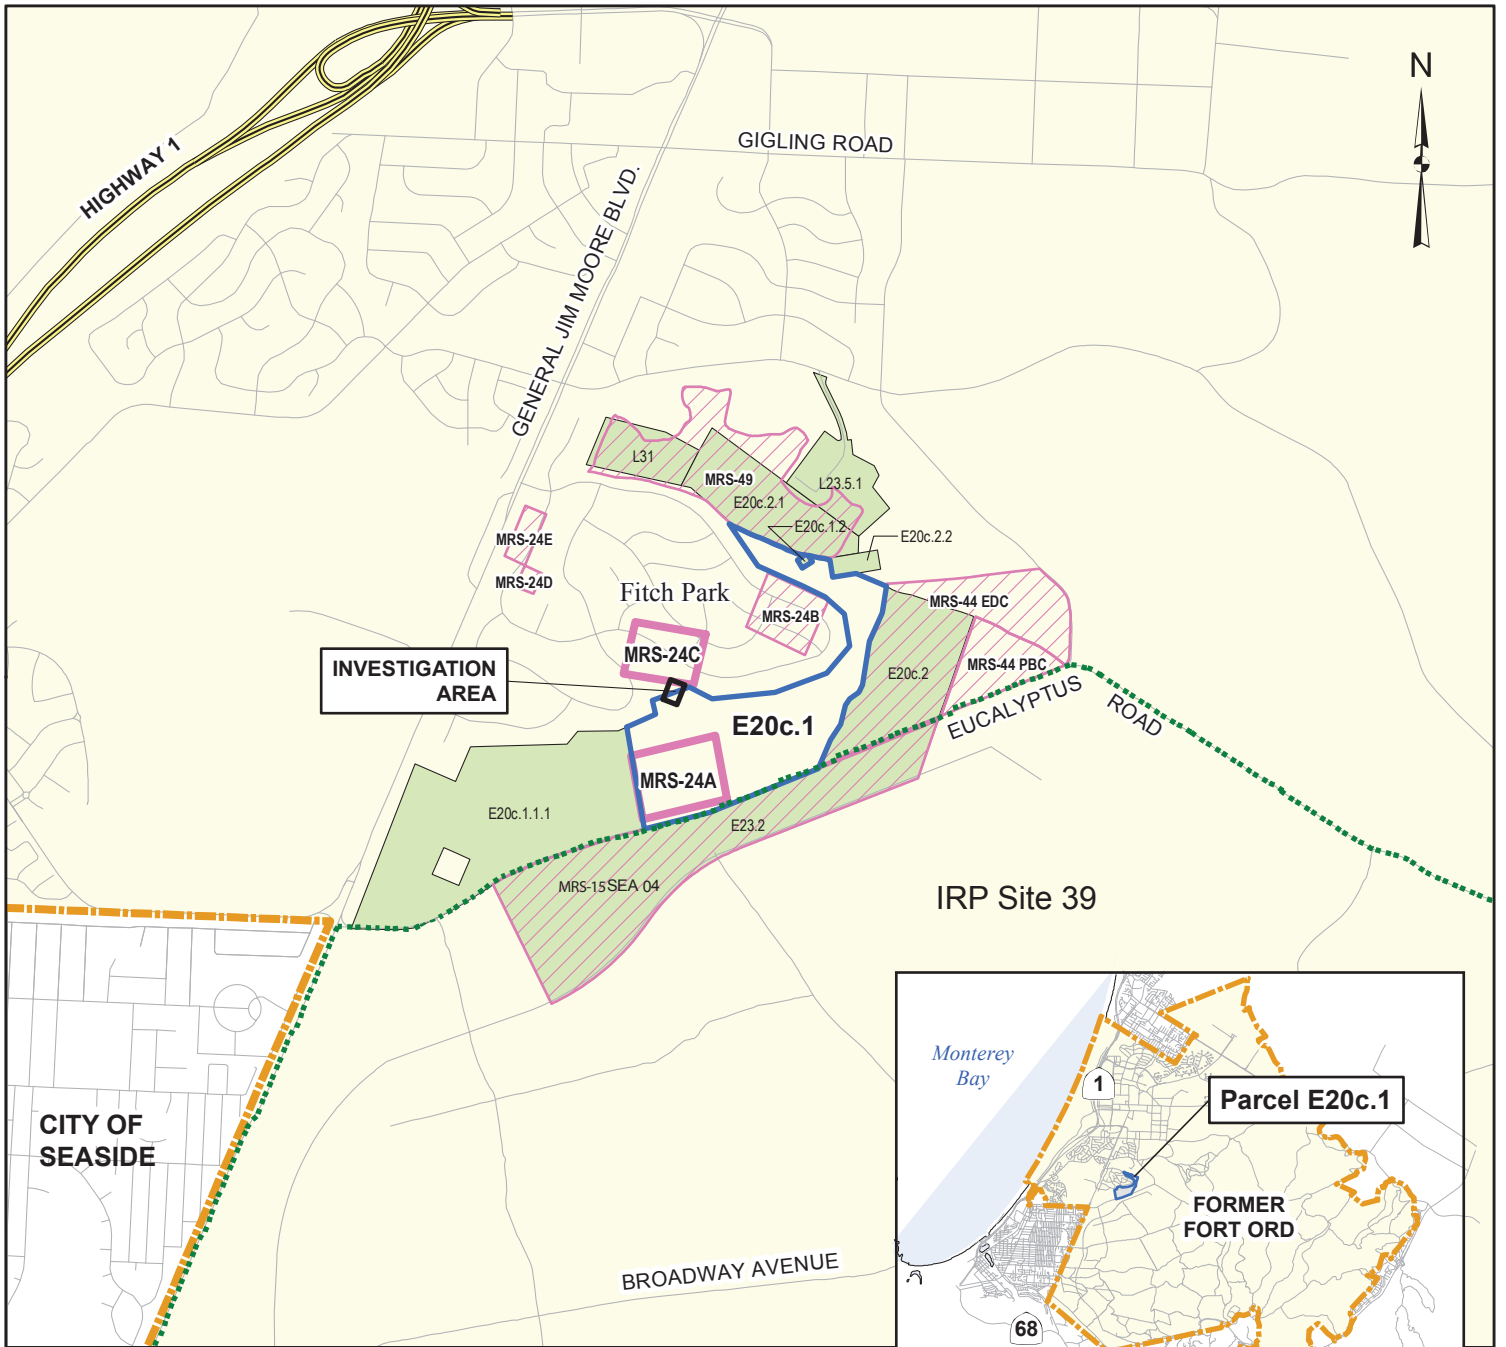 N
HIGHWAY 1
GIGLING ROAD
GENERAL JIM MOORE BLVD.
L31
MRS-49
L23.5.1
E20c.2.1
E20c.1.2
E20c.2.2
MRS-24E
MRS-24D
Fitch Park
MRS-24B
MRS-44 EDC
MRS-24C
MRS-44 PBC
INVESTIGATION
AREA
E20c.2
EUCALYPTUS
ROAD
E20c.1
MRS-24A
E20c.1.1.1
E23.2
MRS-15 SEA 04
IRP Site 39
CITY OF
SEASIDE
BROADWAY AVENUE
Monterey
Bay
1
Parcel E20c.1
FORMER
FORT ORD
68